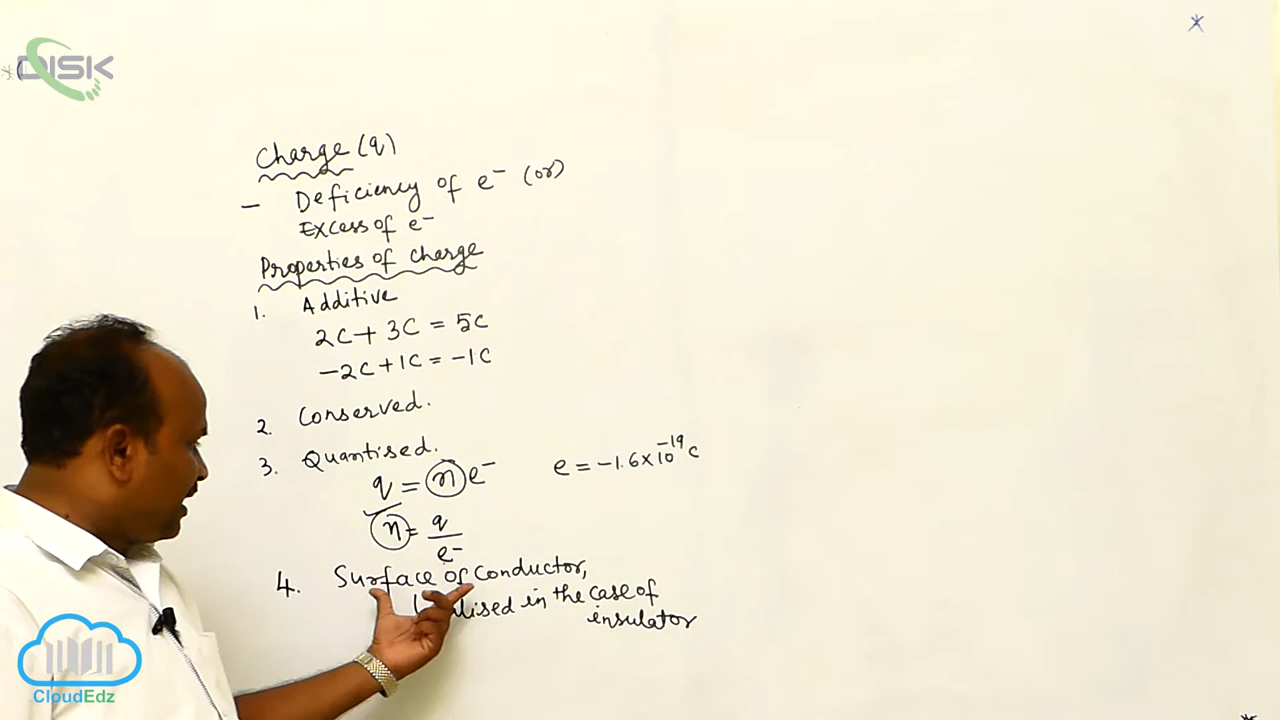 DISK
Charge (q)
– Deficiency of e⁻ (or)
Excess of e⁻
Properties of charge
1. Additive
2C + 3C = 5C
-2C + 1C = -1C
2. Conserved.
3. Quantised.
q = n e⁻ e = -1.6 x 10⁻¹⁹ C
n = q / e⁻
4. Surface of Conductor,
in the case of
insulator
CloudEdz